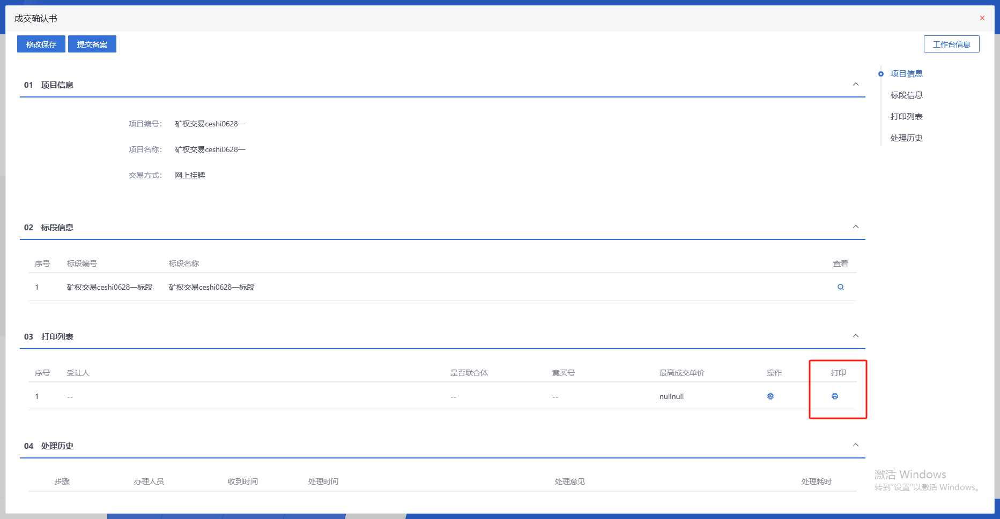 成交确认书
修改保存 提交备案 工作台信息
项目信息
标段信息
打印列表
处理历史
01 项目信息
项目编号: 矿权交易ceshi0628—
项目名称: 矿权交易ceshi0628—
交易方式: 网上挂牌
02 标段信息
序号 标段编号 标段名称 查看
1 矿权交易ceshi0628—标段 矿权交易ceshi0628—标段
03 打印列表
序号 受让人 是否联合体 竟买号 最高成交单价 操作 打印
1 -- -- -- nullnull
04 处理历史
步骤 办理人员 收到时间 处理时间 处理意见 处理耗时
激活 Windows
转到“设置”以激活 Windows。